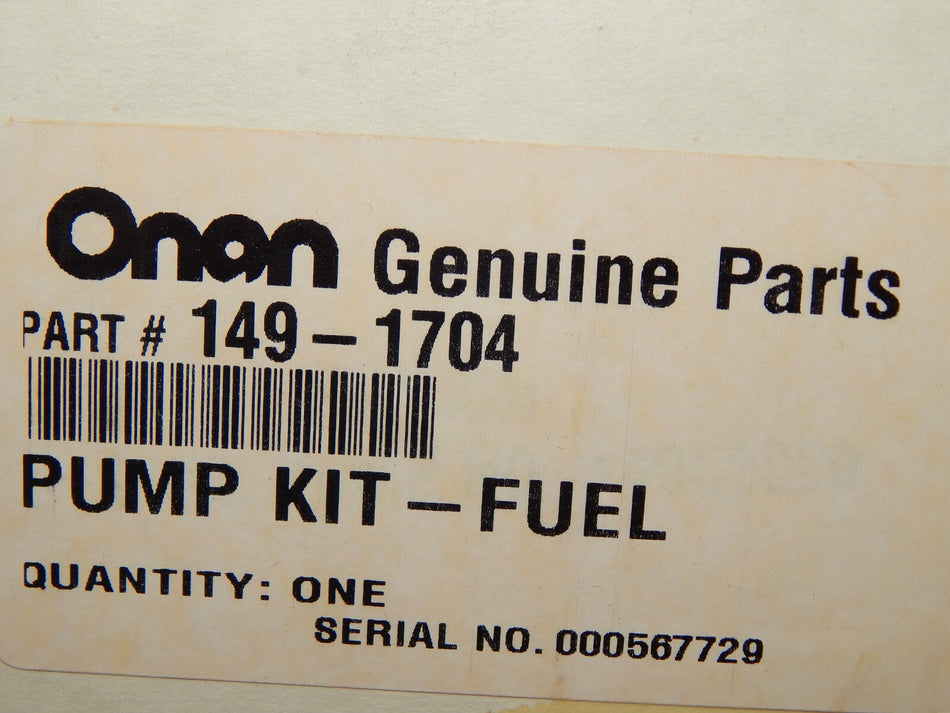 Onan Genuine Parts
PART # 149-1704
PUMP KIT-FUEL
QUANTITY: ONE
SERIAL NO. 000567729